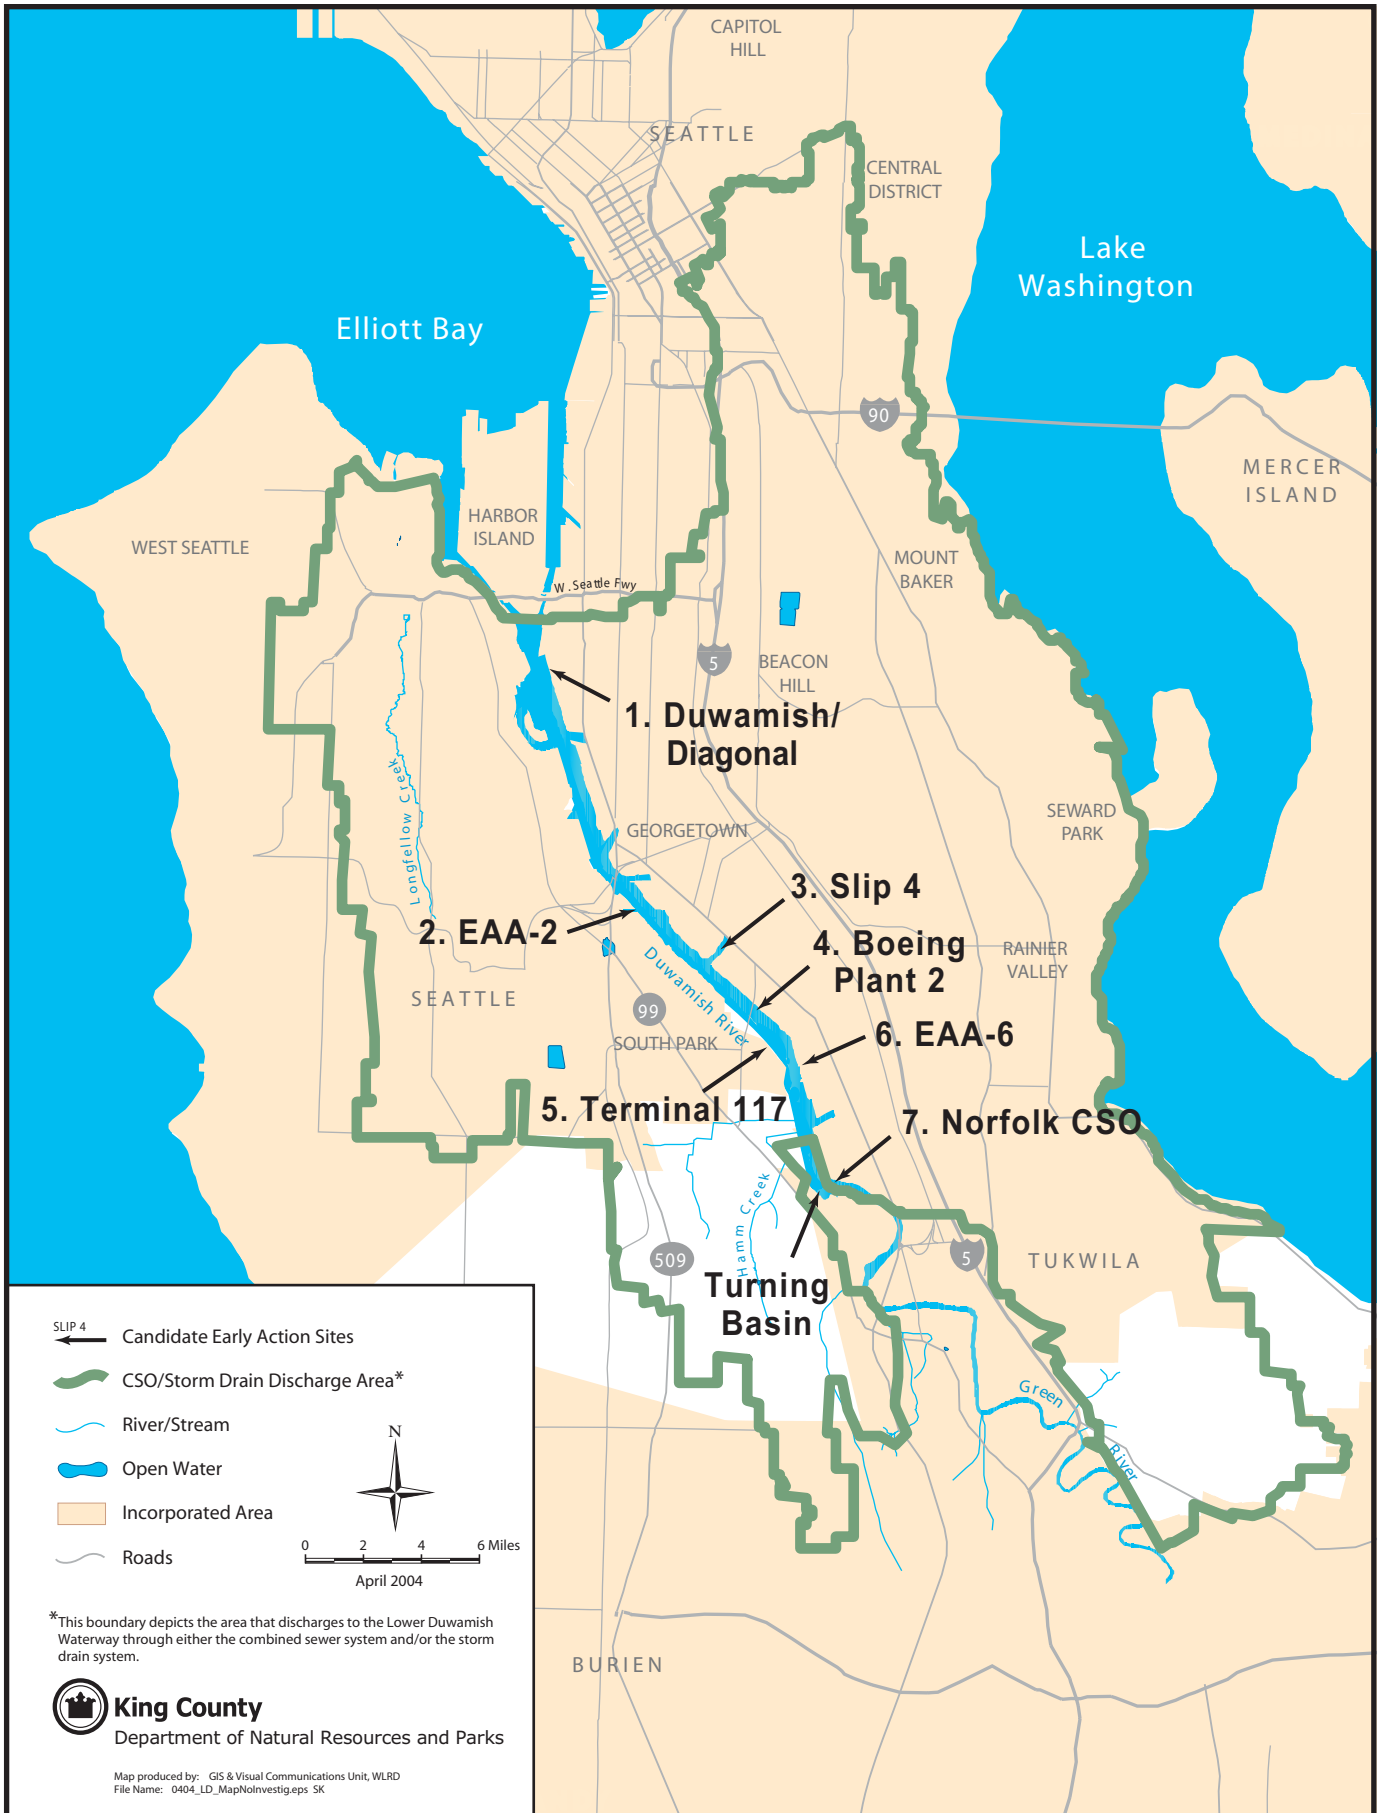 CAPITOL
HILL
SEATTLE
CENTRAL
DISTRICT
Lake
Washington
Elliott Bay
90
MERCER
ISLAND
HARBOR
ISLAND
WEST SEATTLE
MOUNT
BAKER
W. Seattle Fwy
5
BEACON
HILL
1. Duwamish/
Diagonal
Longfellow Creek
SEWARD
PARK
GEORGETOWN
3. Slip 4
2. EAA-2
4. Boeing
Plant 2
RAINIER
VALLEY
Duwamish River
SEATTLE
99
SOUTH PARK
6. EAA-6
5. Terminal 117
7. Norfolk CSO
Hamm Creek
509
5
TUKWILA
Turning
Basin
Green
River
SLIP 4
Candidate Early Action Sites
CSO/Storm Drain Discharge Area*
River/Stream
Open Water
Incorporated Area
Roads
N
0 2 4 6 Miles
April 2004
*This boundary depicts the area that discharges to the Lower Duwamish
Waterway through either the combined sewer system and/or the storm
drain system.
King County
Department of Natural Resources and Parks
Map produced by: GIS & Visual Communications Unit, WLRD
File Name: 0404_LD_MapNoInvestig.eps SK
BURIEN